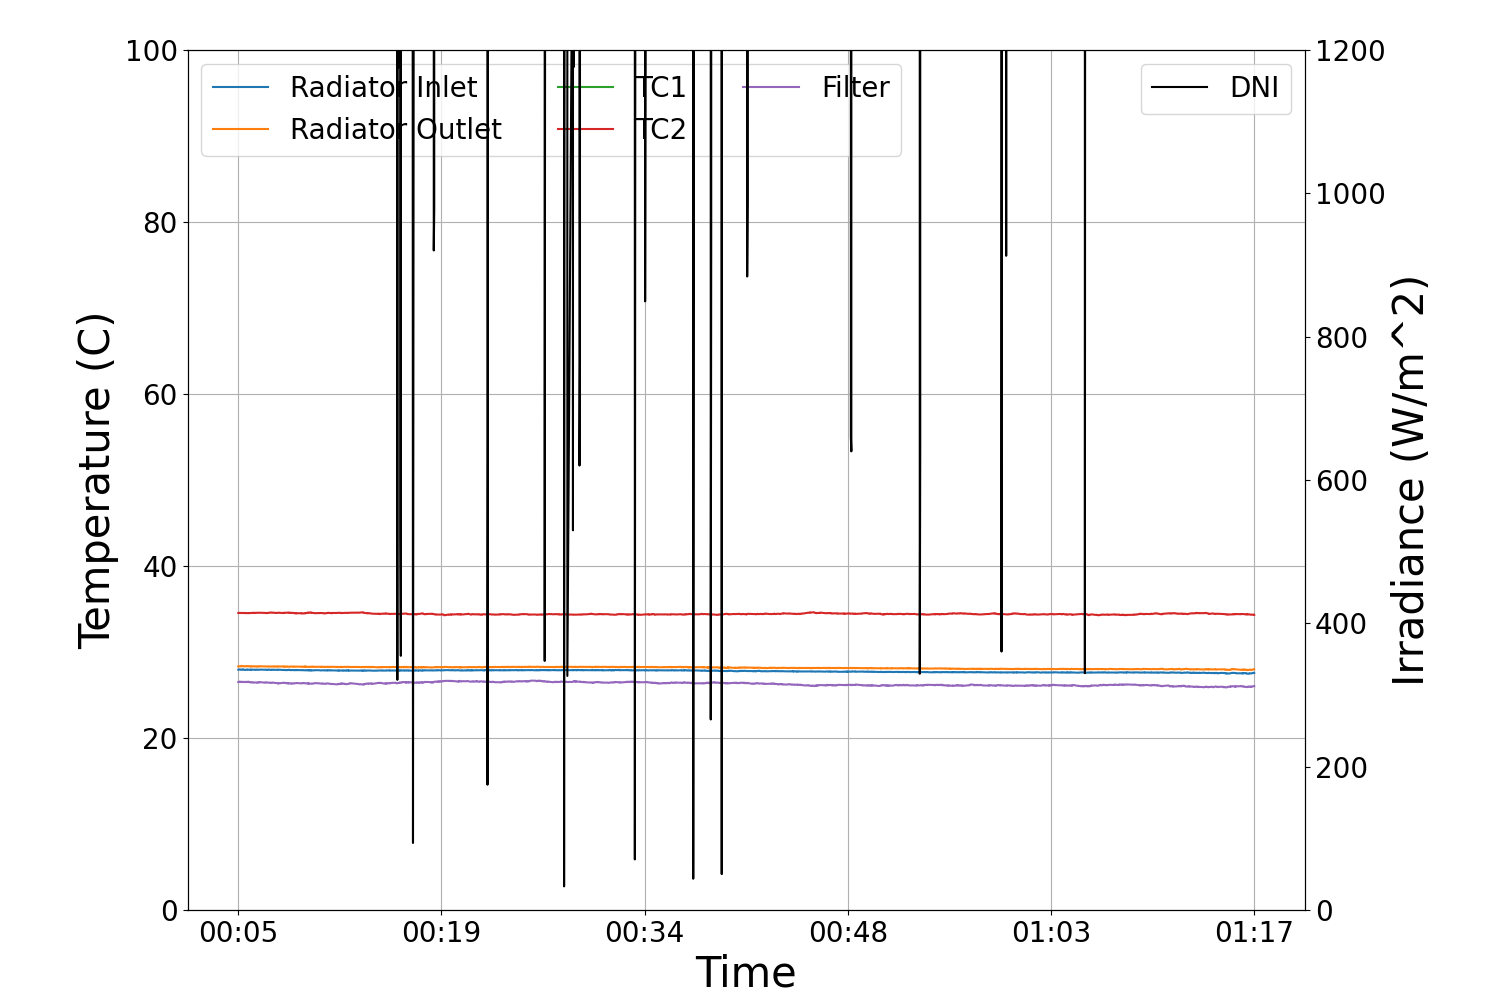 100
80
60
40
20
0
Temperature (C)
Radiator Inlet
Radiator Outlet
TC1
TC2
Filter
DNI
1200
1000
800
600
400
200
0
Irradiance (W/m^2)
00:05 00:19 00:34 00:48 01:03 01:17
Time